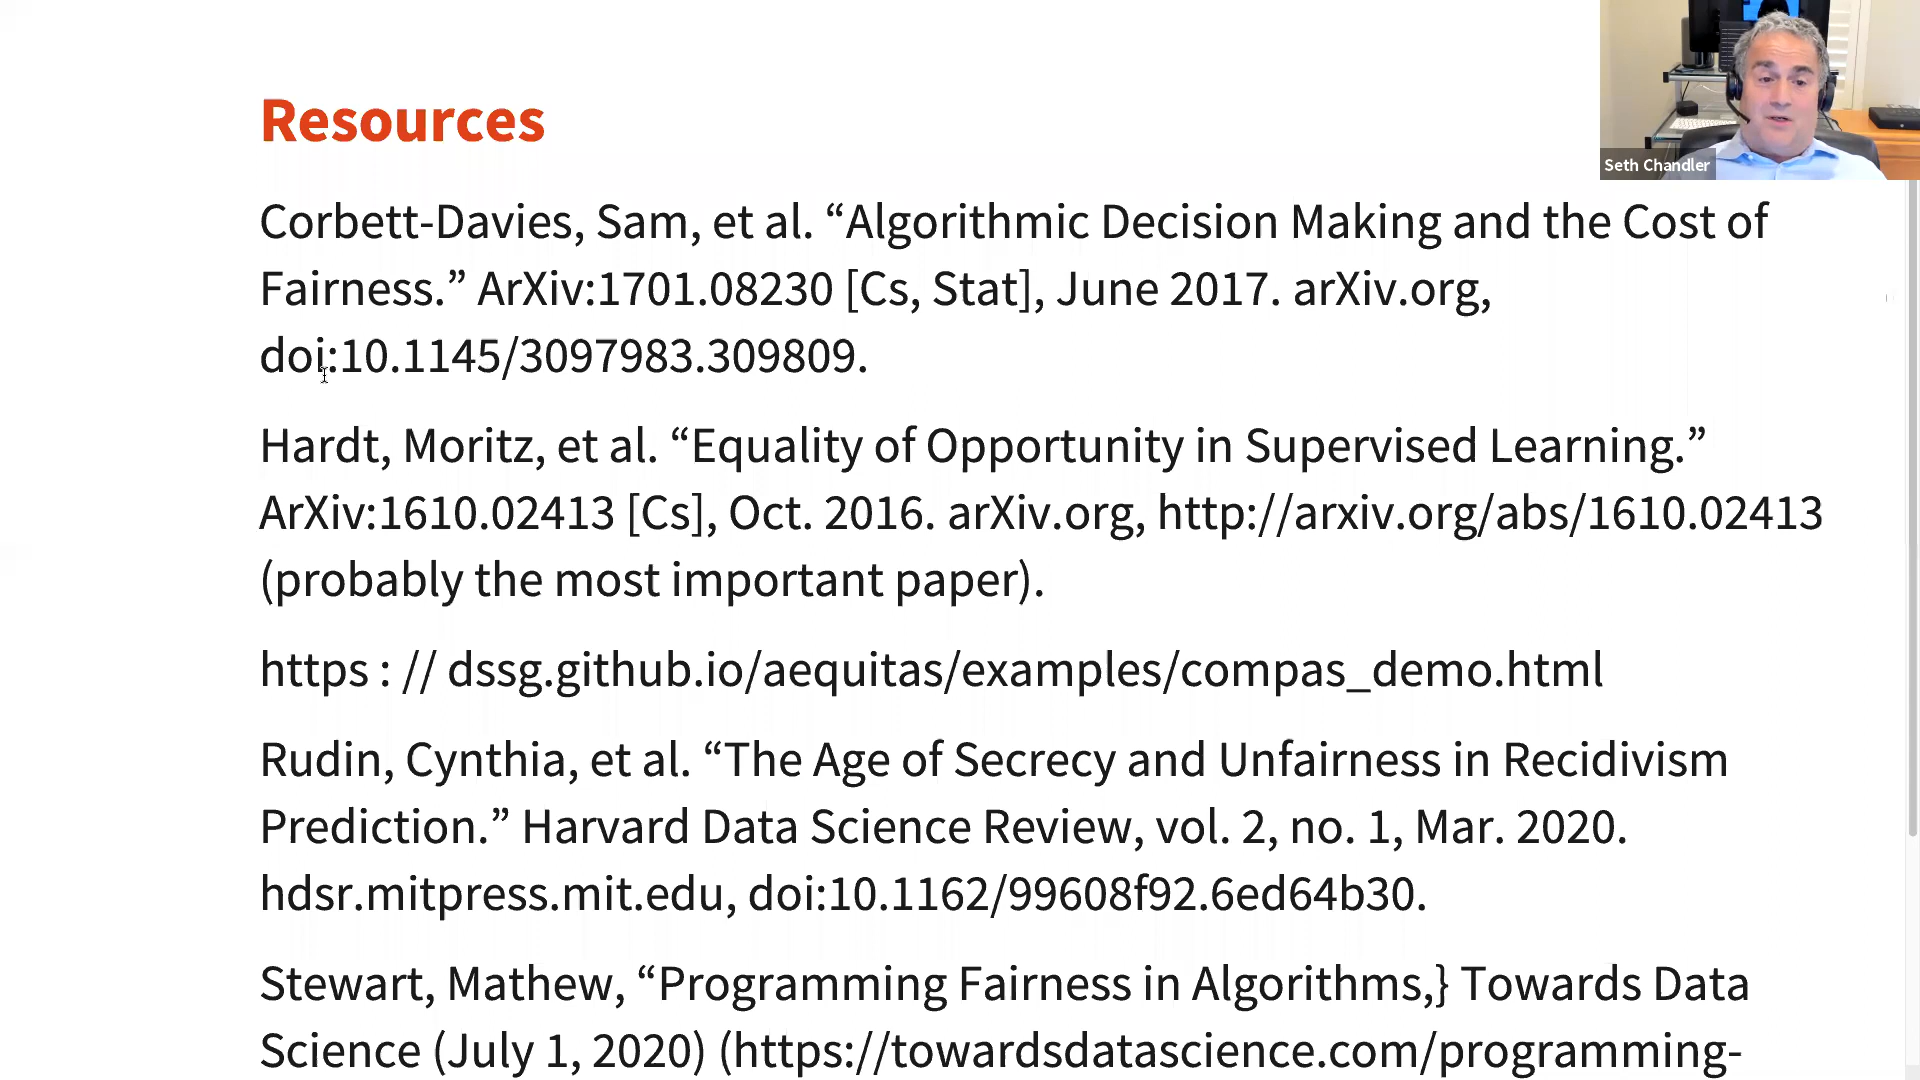 Resources
Seth Chandler
Corbett-Davies, Sam, et al. “Algorithmic Decision Making and the Cost of
Fairness.” ArXiv:1701.08230 [Cs, Stat], June 2017. arXiv.org,
doi:10.1145/3097983.309809.
Hardt, Moritz, et al. “Equality of Opportunity in Supervised Learning.”
ArXiv:1610.02413 [Cs], Oct. 2016. arXiv.org, http://arxiv.org/abs/1610.02413
(probably the most important paper).
https : // dssg.github.io/aequitas/examples/compas_demo.html
Rudin, Cynthia, et al. “The Age of Secrecy and Unfairness in Recidivism
Prediction.” Harvard Data Science Review, vol. 2, no. 1, Mar. 2020.
hdsr.mitpress.mit.edu, doi:10.1162/99608f92.6ed64b30.
Stewart, Mathew, “Programming Fairness in Algorithms,} Towards Data
Science (July 1, 2020) (https://towardsdatascience.com/programming-